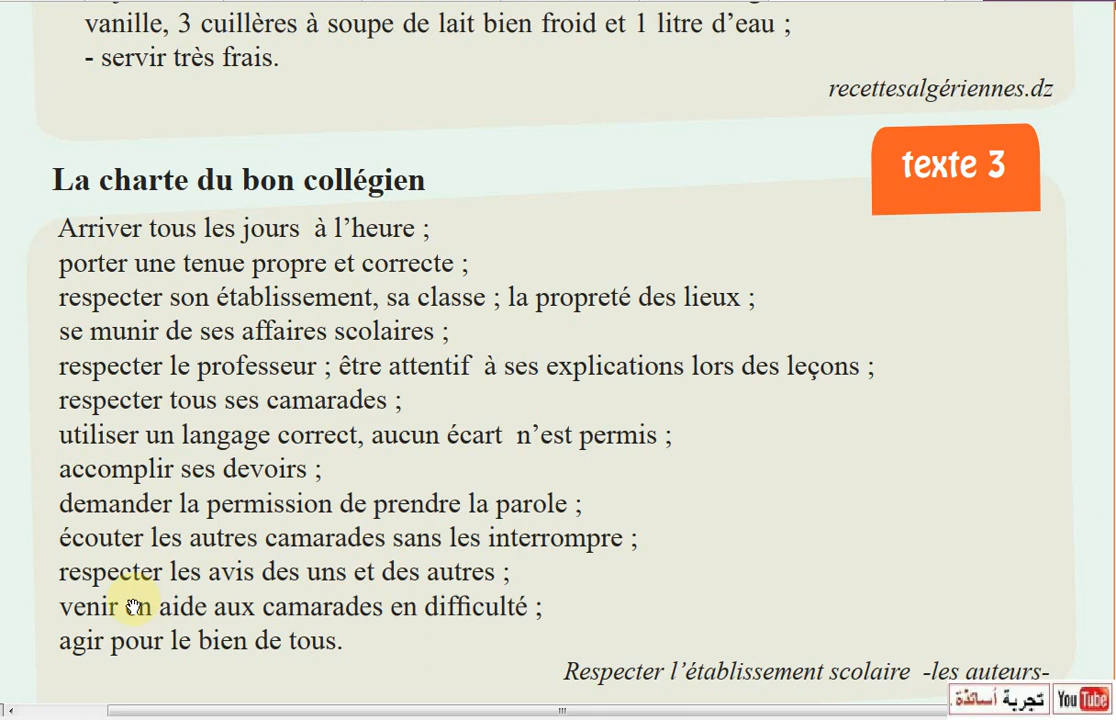 vanille, 3 cuillères à soupe de lait bien froid et 1 litre d’eau ;
- servir très frais.
recettesalgériennes.dz
texte 3
La charte du bon collégien
Arriver tous les jours à l’heure ;
porter une tenue propre et correcte ;
respecter son établissement, sa classe ; la propreté des lieux ;
se munir de ses affaires scolaires ;
respecter le professeur ; être attentif à ses explications lors des leçons ;
respecter tous ses camarades ;
utiliser un langage correct, aucun écart n’est permis ;
accomplir ses devoirs ;
demander la permission de prendre la parole ;
écouter les autres camarades sans les interrompre ;
respecter les avis des uns et des autres ;
venir en aide aux camarades en difficulté ;
agir pour le bien de tous.
Respecter l’établissement scolaire -les auteurs-
تجربة أساتذة. YouTube